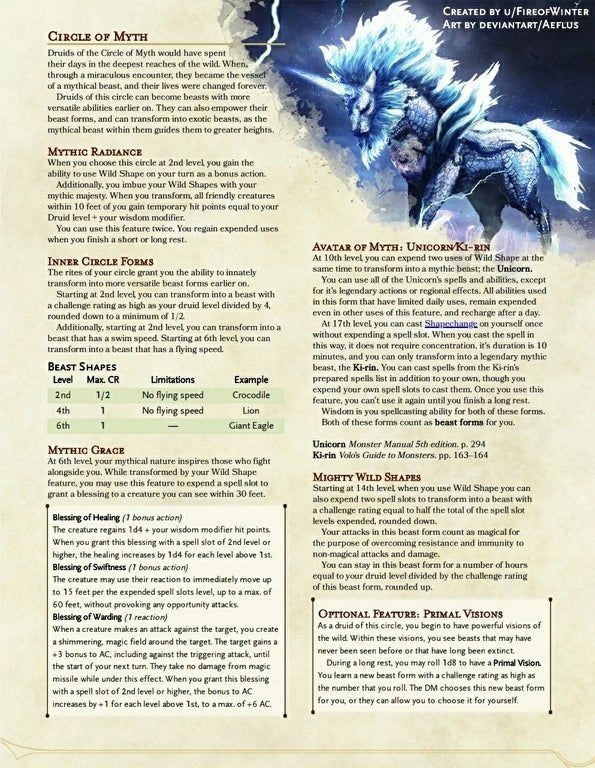 CREATED BY U/FIREOFWINTER
ART BY DEVIANTART/AEFLUS
CIRCLE OF MYTH
Druids of the Circle of Myth would have spent
their days in the deepest reaches of the wild. When,
through a miraculous encounter, they became the vessel
of a mythical beast, and their lives were changed forever.
Druids of this circle can become beasts with more
versatile abilities earlier on. They can also empower their
beast forms, and can transform into exotic beasts, as the
mythical beast within them guides them to greater heights.
MYTHIC RADIANCE
When you choose this circle at 2nd level, you gain the
ability to use Wild Shape on your turn as a bonus action.
Additionally, you imbue your Wild Shapes with your
mythic majesty. When you transform, all friendly creatures
within 10 feet of you gain temporary hit points equal to your
Druid level + your wisdom modifier.
You can use this feature twice. You regain expended uses
when you finish a short or long rest.
INNER CIRCLE FORMS
The rites of your circle grant you the ability to innately
transform into more versatile beast forms earlier on.
Starting at 2nd level, you can transform into a beast with
a challenge rating as high as your druid level divided by 4,
rounded down to a minimum of 1/2.
Additionally, starting at 2nd level, you can transform into a
beast that has a swim speed. Starting at 6th level, you can
transform into a beast that has a flying speed.
BEAST SHAPES
Level Max. CR Limitations Example
2nd 1/2 No flying speed Crocodile
4th 1 No flying speed Lion
6th 1 — Giant Eagle
MYTHIC GRACE
At 6th level, your mythical nature inspires those who fight
alongside you. While transformed by your Wild Shape
feature, you may use this feature to expend a spell slot to
grant a blessing to a creature you can see within 30 feet.
Blessing of Healing (1 bonus action)
The creature regains 1d4 + your wisdom modifier hit points.
When you grant this blessing with a spell slot of 2nd level or
higher, the healing increases by 1d4 for each level above 1st.
Blessing of Swiftness (1 bonus action)
The creature may use their reaction to immediately move up
to 15 feet per the expended spell slots level, up to a max. of
60 feet, without provoking any opportunity attacks.
Blessing of Warding (1 reaction)
When a creature makes an attack against the target, you create
a shimmering, magic field around the target. The target gains a
+3 bonus to AC, including against the triggering attack, until
the start of your next turn. They take no damage from magic
missile while under this effect. When you grant this blessing
with a spell slot of 2nd level or higher, the bonus to AC
increases by +1 for each level above 1st, to a max. of +6 AC.
AVATAR OF MYTH: UNICORN/KI-RIN
At 10th level, you can expend two uses of Wild Shape at the
same time to transform into a mythic beast; the Unicorn.
You can use all of the Unicorn's spells and abilities, except
for it's legendary actions or regional effects. All abilities used
in this form that have limited daily uses, remain expended
even in other uses of this feature, and recharge after a day.
At 17th level, you can cast Shapechange on yourself once
without expending a spell slot. When you cast the spell in
this way, it does not require concentration, it's duration is 10
minutes, and you can only transform into a legendary mythic
beast, the Ki-rin. You can cast spells from the Ki-rin's
prepared spells list in addition to your own, though you
expend your own spell slots to cast them. Once you use this
feature, you can't use it again until you finish a long rest.
Wisdom is you spellcasting ability for both of these forms.
Both of these forms count as beast forms for you.
Unicorn Monster Manual 5th edition. p. 294
Ki-rin Volo's Guide to Monsters. pp. 163–164
MIGHTY WILD SHAPES
Starting at 14th level, when you use Wild Shape you can
also expend two spell slots to transform into a beast with
a challenge rating equal to half the total of the spell slot
levels expended, rounded down.
Your attacks in this beast form count as magical for
the purpose of overcoming resistance and immunity to
non-magical attacks and damage.
You can stay in this beast form for a number of hours
equal to your druid level divided by the challenge rating
of this beast form, rounded up.
OPTIONAL FEATURE: PRIMAL VISIONS
As a druid of this circle, you begin to have powerful visions of
the wild. Within these visions, you see beasts that may have
never been seen before or that have long been extinct.
During a long rest, you may roll 1d8 to have a Primal Vision.
You learn a new beast form with a challenge rating as high as
the number that you roll. The DM chooses this new beast form
for you, or they can allow you to choose it for yourself.